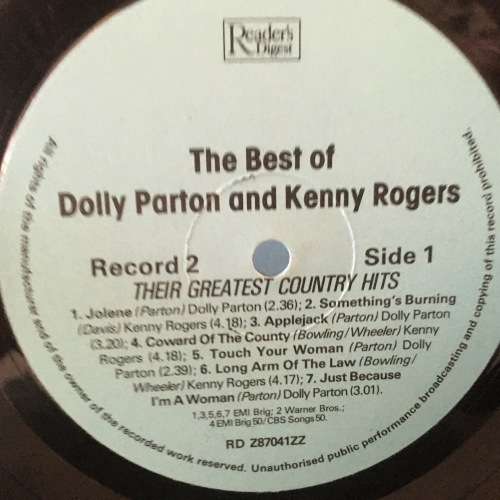 Reader's
Digest
The Best of
Dolly Parton and Kenny Rogers
Record 2 Side 1
THEIR GREATEST COUNTRY HITS
1. Jolene (Parton) Dolly Parton (2.36); 2. Something's Burning
(Davis) Kenny Rogers (4.18); 3. Applejack (Parton) Dolly Parton
(3.20); 4. Coward Of The County (Bowling/Wheeler) Kenny
Rogers (4.18); 5. Touch Your Woman (Parton) Dolly
Parton (2.39); 6. Long Arm Of The Law (Bowling/
Wheeler) Kenny Rogers (4.17); 7. Just Because
I'm A Woman (Parton) Dolly Parton (3.01).
1,3,5,6,7 EMI Brig; 2 Warner Bros.;
4 EMI Brig 50/CBS Songs 50.
RD Z87041ZZ
All rights of the manufacturer and of the owner of the recorded work reserved. Unauthorised public performance broadcasting and copying of this record prohibited.